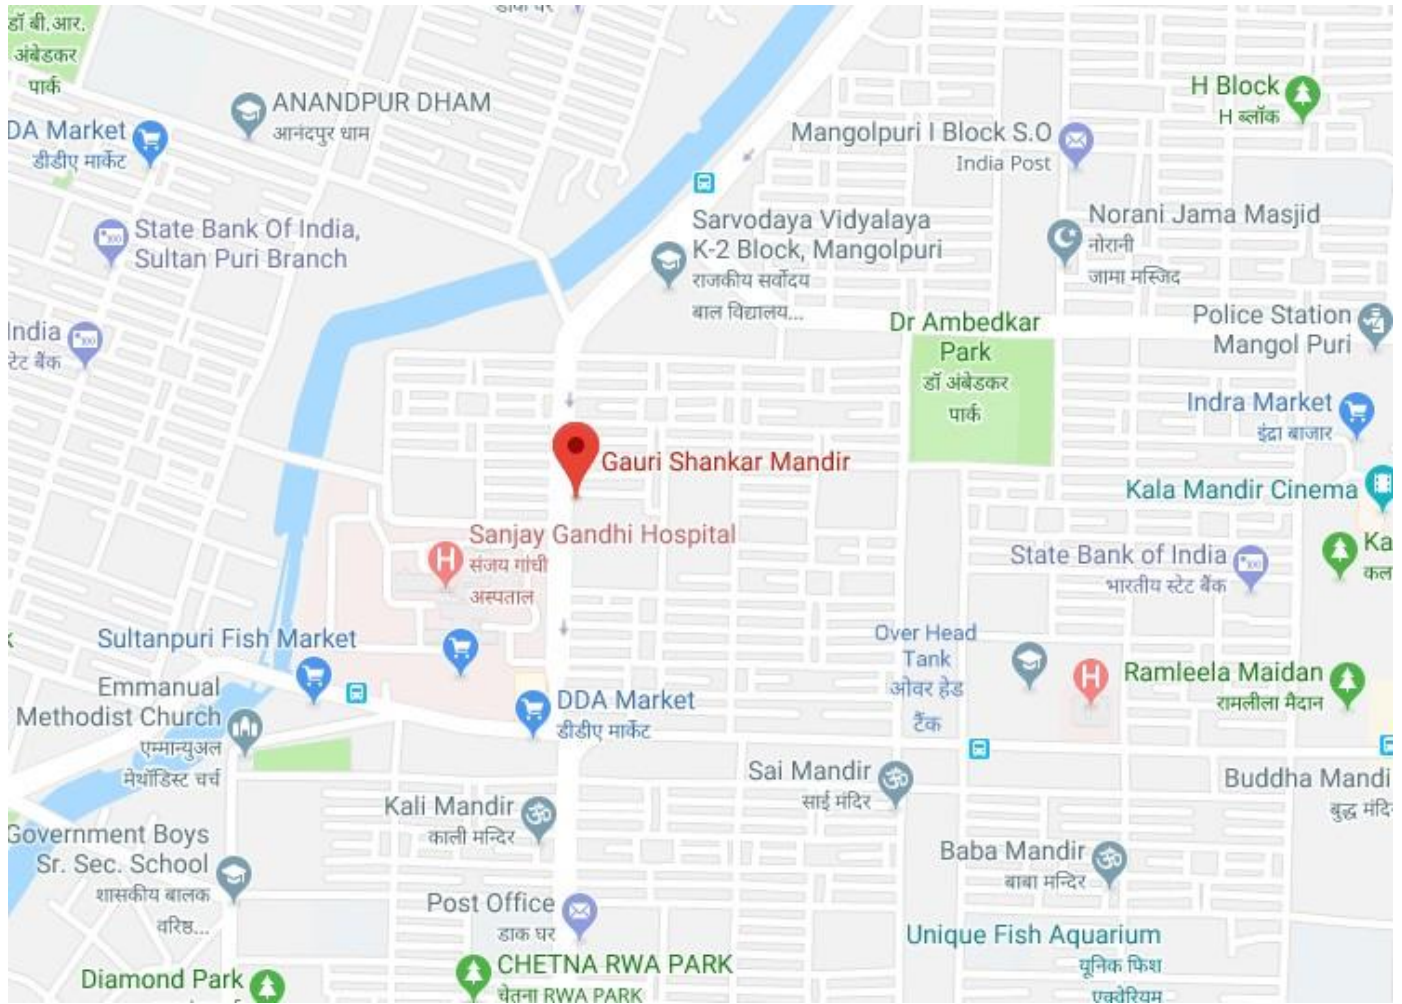 डॉ बी.आर.
अंबेडकर
पार्क
डाक घर
ANANDPUR DHAM
आनंदपुर धाम
DA Market
डीडीए मार्केट
H Block
H ब्लॉक
Mangolpuri I Block S.O
India Post
State Bank Of India,
Sultan Puri Branch
Sarvodaya Vidyalaya
K-2 Block, Mangolpuri
राजकीय सर्वोदय
बाल विद्यालय...
Norani Jama Masjid
नोरानी
जामा मस्जिद
India
स्टेट बैंक
Dr Ambedkar
Park
डॉ अंबेडकर
पार्क
Police Station
Mangol Puri
Indra Market
इंद्रा बाजार
Gauri Shankar Mandir
Kala Mandir Cinema
Sanjay Gandhi Hospital
संजय गांधी
अस्पताल
State Bank of India
भारतीय स्टेट बैंक
Ka
कल
Sultanpuri Fish Market
Over Head
Tank
ओवर हेड
टैंक
Ramleela Maidan
रामलीला मैदान
Emmanual
Methodist Church
एम्मान्युअल
मेथॉडिस्ट चर्च
DDA Market
डीडीए मार्केट
Sai Mandir
साई मंदिर
Buddha Mandi
बुद्ध मंदि
Kali Mandir
काली मन्दिर
Government Boys
Sr. Sec. School
शासकीय बालक
वरिष्ठ...
Baba Mandir
बाबा मन्दिर
Post Office
डाक घर
Unique Fish Aquarium
यूनिक फिश
एक्वेरियम
CHETNA RWA PARK
चेतना RWA PARK
Diamond Park